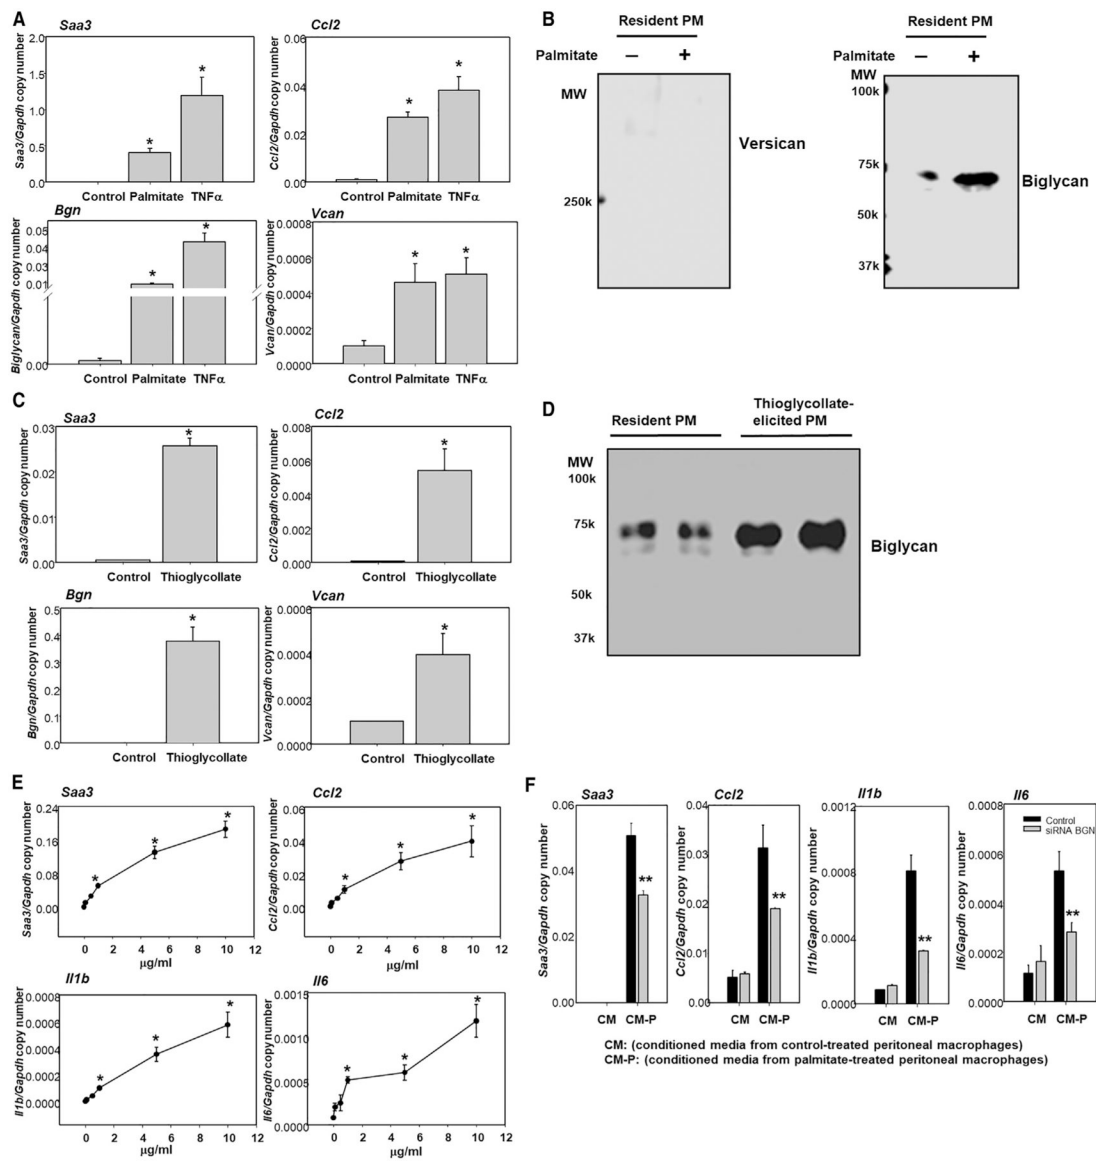 A
Saa3
Saa3/Gapdh copy number
2.0
1.5
1.0
0.5
0.0
*
*
Control Palmitate TNFα
Ccl2
Ccl2/Gapdh copy number
0.06
0.04
0.02
0.00
*
*
Control Palmitate TNFα
Bgn
Biglycan/Gapdh copy number
0.05
0.04
0.03
0.01
0.00
*
*
Control Palmitate TNFα
Vcan
Vcan/Gapdh copy number
0.0008
0.0004
0.0000
*
*
Control Palmitate TNFα
B
Resident PM
Palmitate − +
MW
250k
Versican
Resident PM
Palmitate − +
MW
100k
75k
50k
37k
Biglycan
C
Saa3
Saa3/Gapdh copy number
0.03
0.02
0.01
0.00
*
Control Thioglycollate
Ccl2
Ccl2/Gapdh copy number
0.008
0.006
0.004
0.002
0.000
*
Control Thioglycollate
Bgn
Bgn/Gapdh copy number
0.5
0.4
0.3
0.2
0.1
0.0
*
Control Thioglycollate
Vcan
Vcan/Gapdh copy number
0.0006
0.0004
0.0002
0.0000
*
Control Thioglycollate
D
Resident PM
Thioglycollate-
elicited PM
MW
100k
75k
50k
37k
Biglycan
E
Saa3
Saa3/Gapdh copy number
0.24
0.16
0.08
0.00
*
*
*
0 2 4 6 8 10 12
µg/ml
Ccl2
Ccl2/Gapdh copy number
0.06
0.04
0.02
0.00
*
*
*
0 2 4 6 8 10 12
µg/ml
Il1b
Il1b/Gapdh copy number
0.0008
0.0006
0.0004
0.0002
0.0000
*
*
*
0 2 4 6 8 10 12
µg/ml
Il6
Il6/Gapdh copy number
0.0015
0.0010
0.0005
0.0000
*
*
*
0 2 4 6 8 10 12
µg/ml
F
Saa3
Saa3/Gapdh copy number
0.06
0.04
0.02
0.00
**
CM CM-P
Ccl2
Ccl2/Gapdh copy number
0.04
0.03
0.02
0.01
0.00
**
CM CM-P
Il1b
Il1b/Gapdh copy number
0.0012
0.0008
0.0004
0.0000
**
CM CM-P
Il6
Il6/Gapdh copy number
0.0008
0.0006
0.0004
0.0002
0.0000
Control
siRNA BGN
**
CM CM-P
CM: (conditioned media from control-treated peritoneal macrophages)
CM-P: (conditioned media from palmitate-treated peritoneal macrophages)